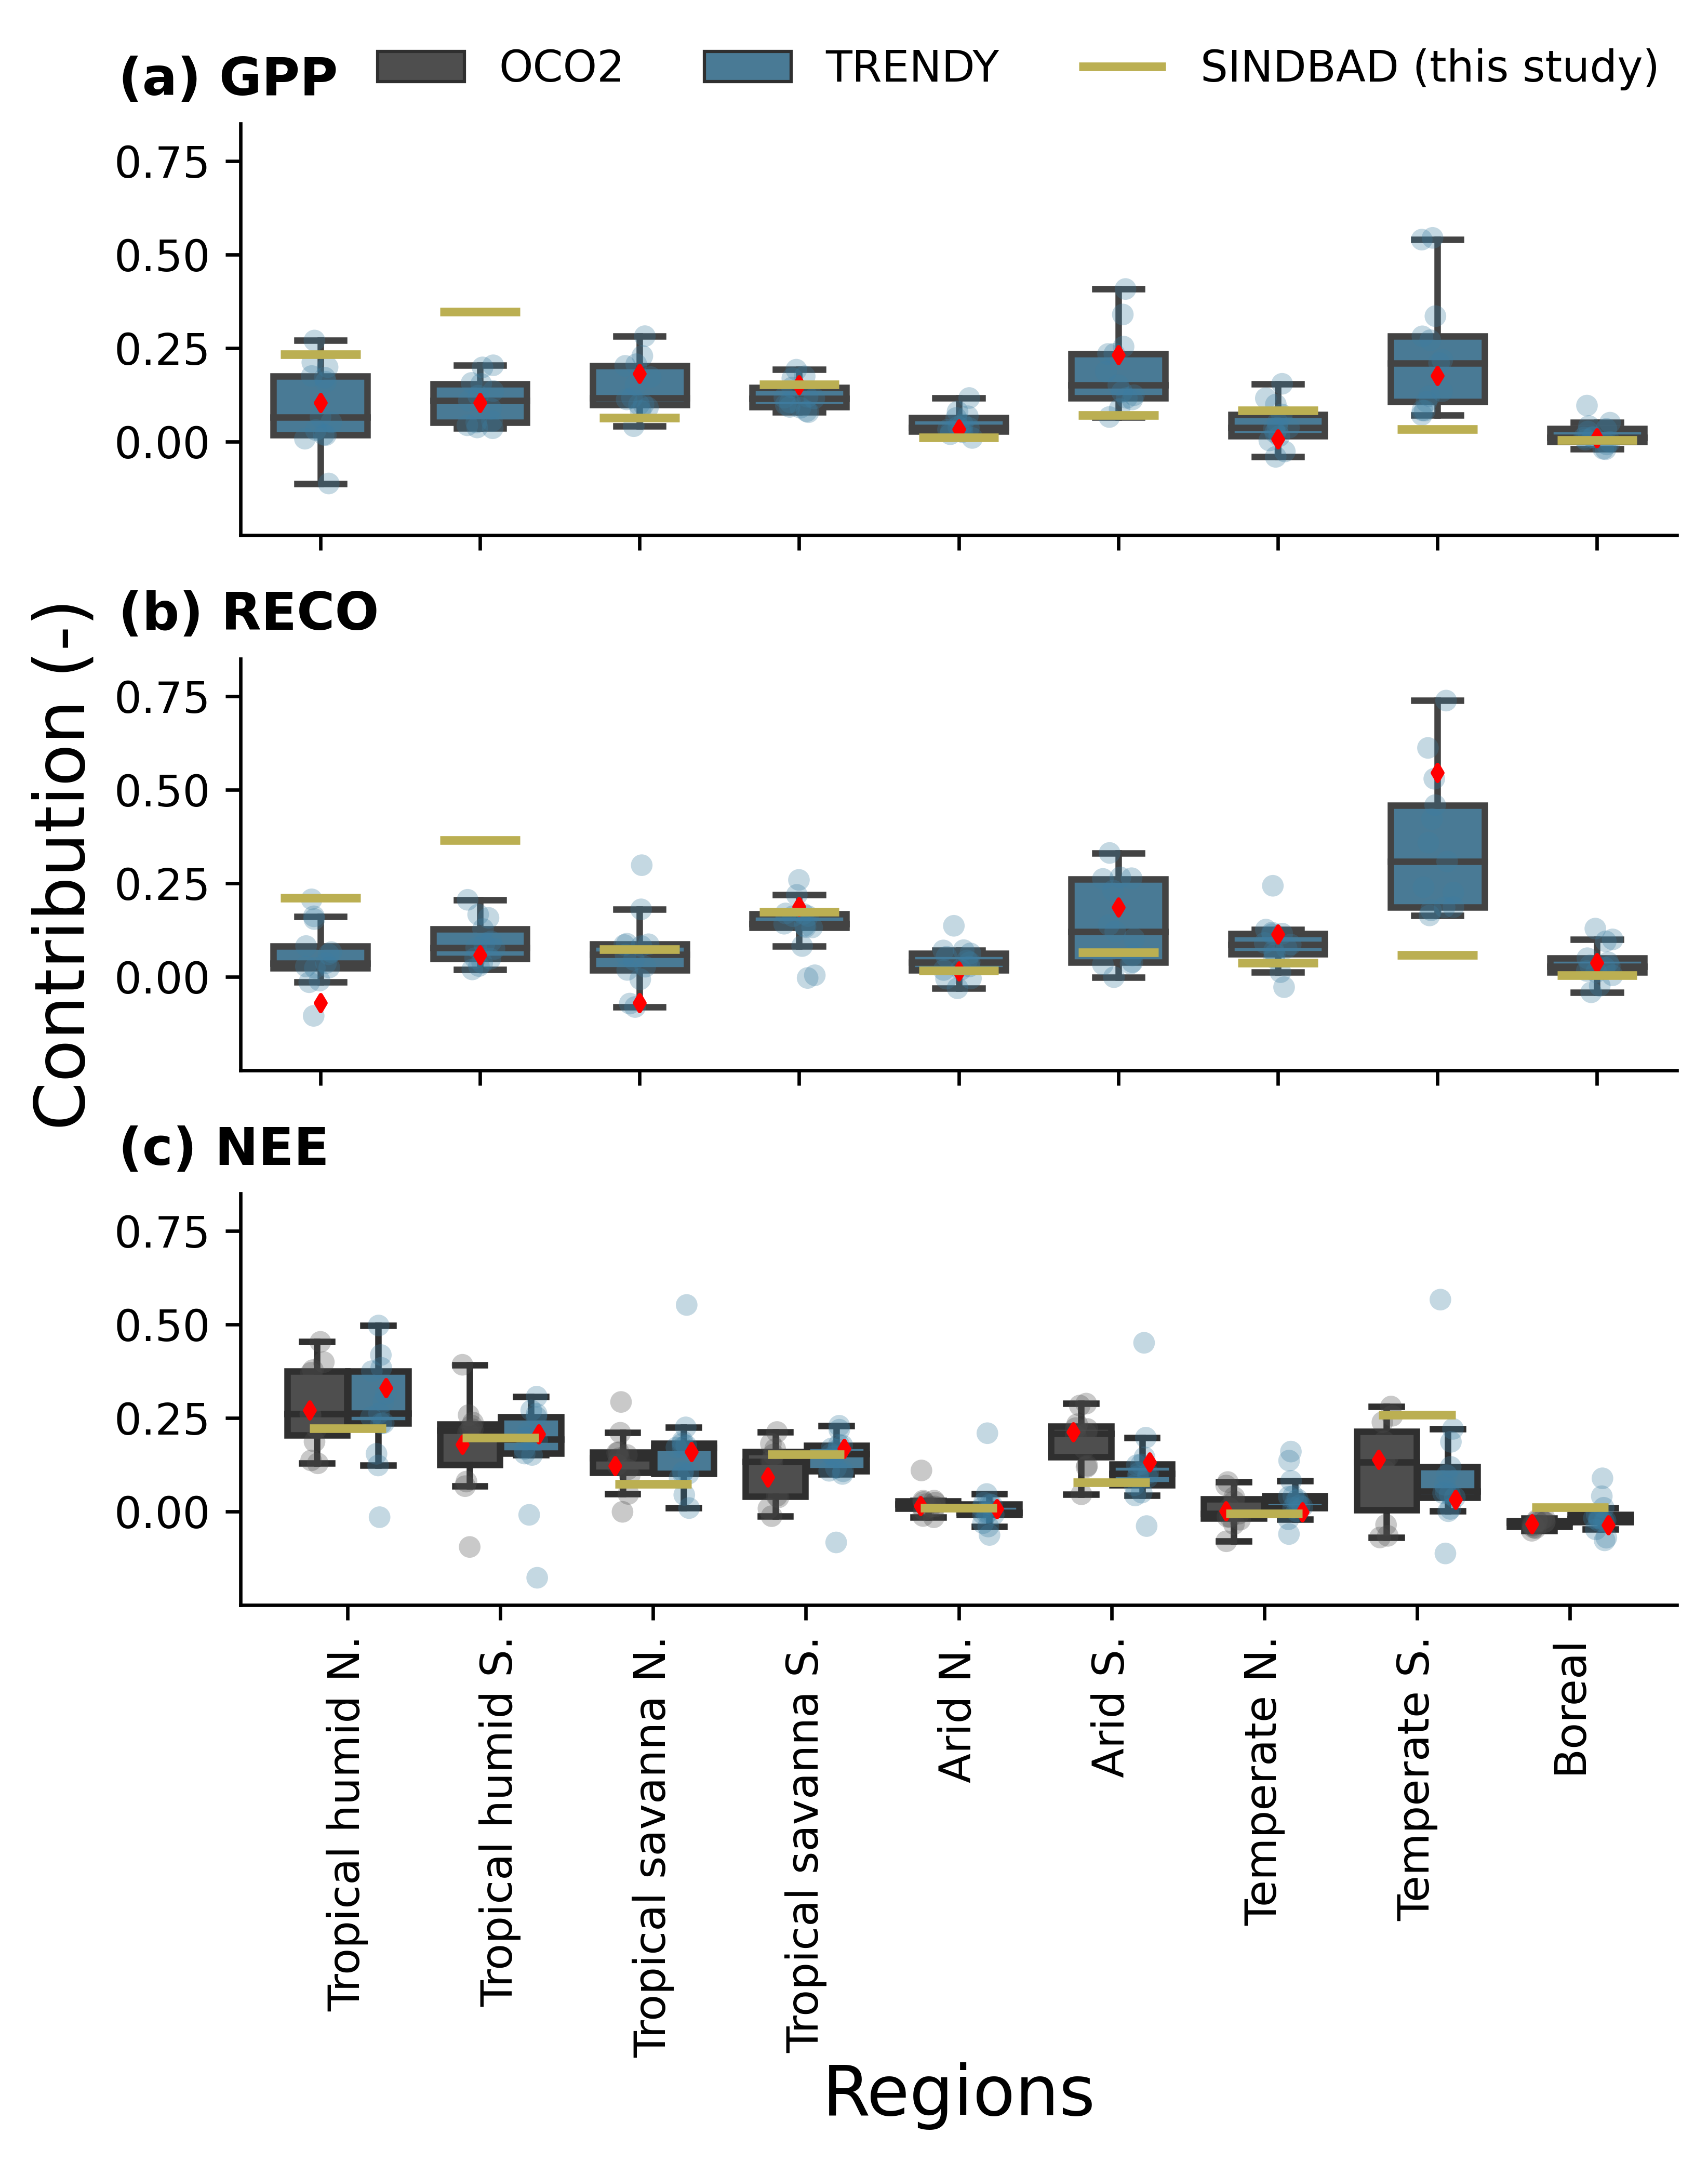 (a) GPP OCO2 TRENDY SINDBAD (this study)
0.75
0.50
0.25
0.00
(b) RECO
0.75
0.50
0.25
0.00
Contribution (-)
(c) NEE
0.75
0.50
0.25
0.00
Tropical humid N.
Tropical humid S.
Tropical savanna N.
Tropical savanna S.
Arid N.
Arid S.
Temperate N.
Temperate S.
Boreal
Regions